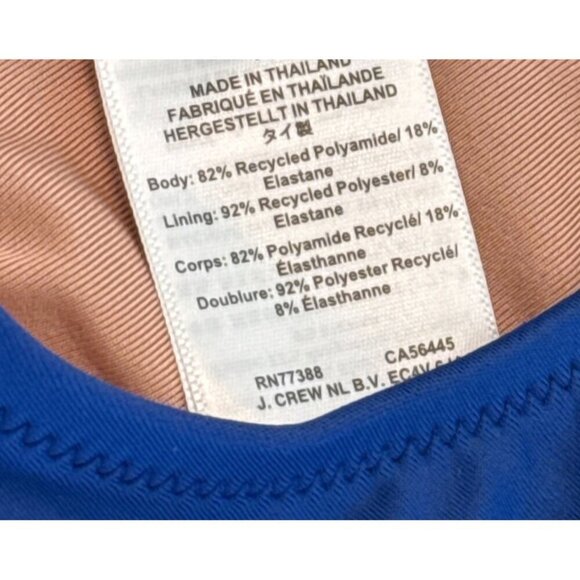 MADE IN THAILAND
FABRIQUÉ EN THAÏLANDE
HERGESTELLT IN THAILAND
タイ製
Body: 82% Recycled Polyamide/ 18%
Elastane
Lining: 92% Recycled Polyester/ 8%
Elastane
Corps: 82% Polyamide Recyclé/ 18%
Élasthanne
Doublure: 92% Polyester Recyclé/
8% Élasthanne
RN77388 CA56445
J. CREW NL B.V. EC4V